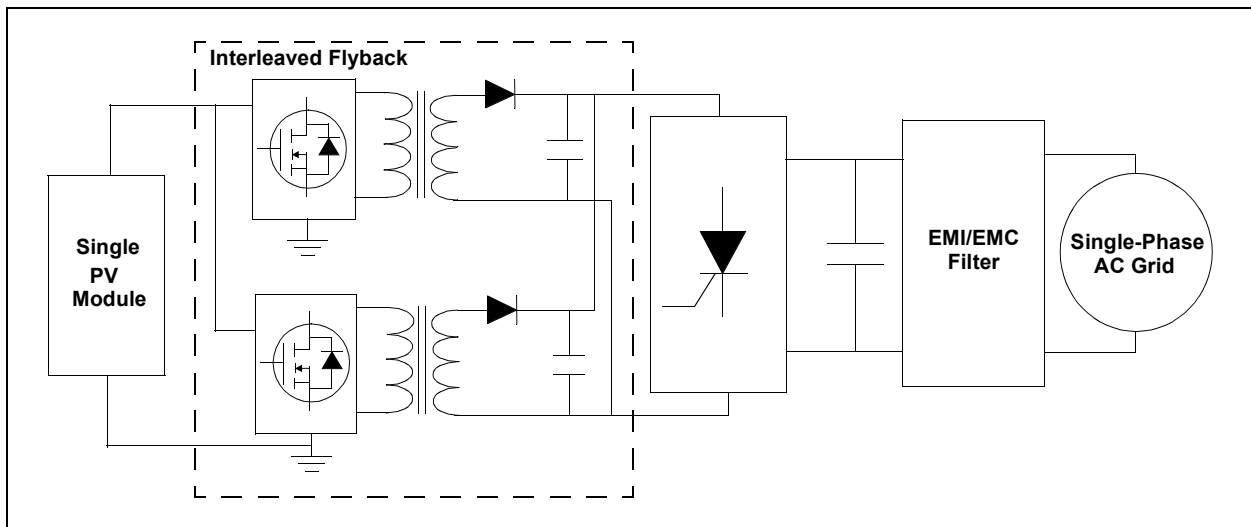 Interleaved Flyback
Single
PV
Module
EMI/EMC
Filter
Single-Phase
AC Grid